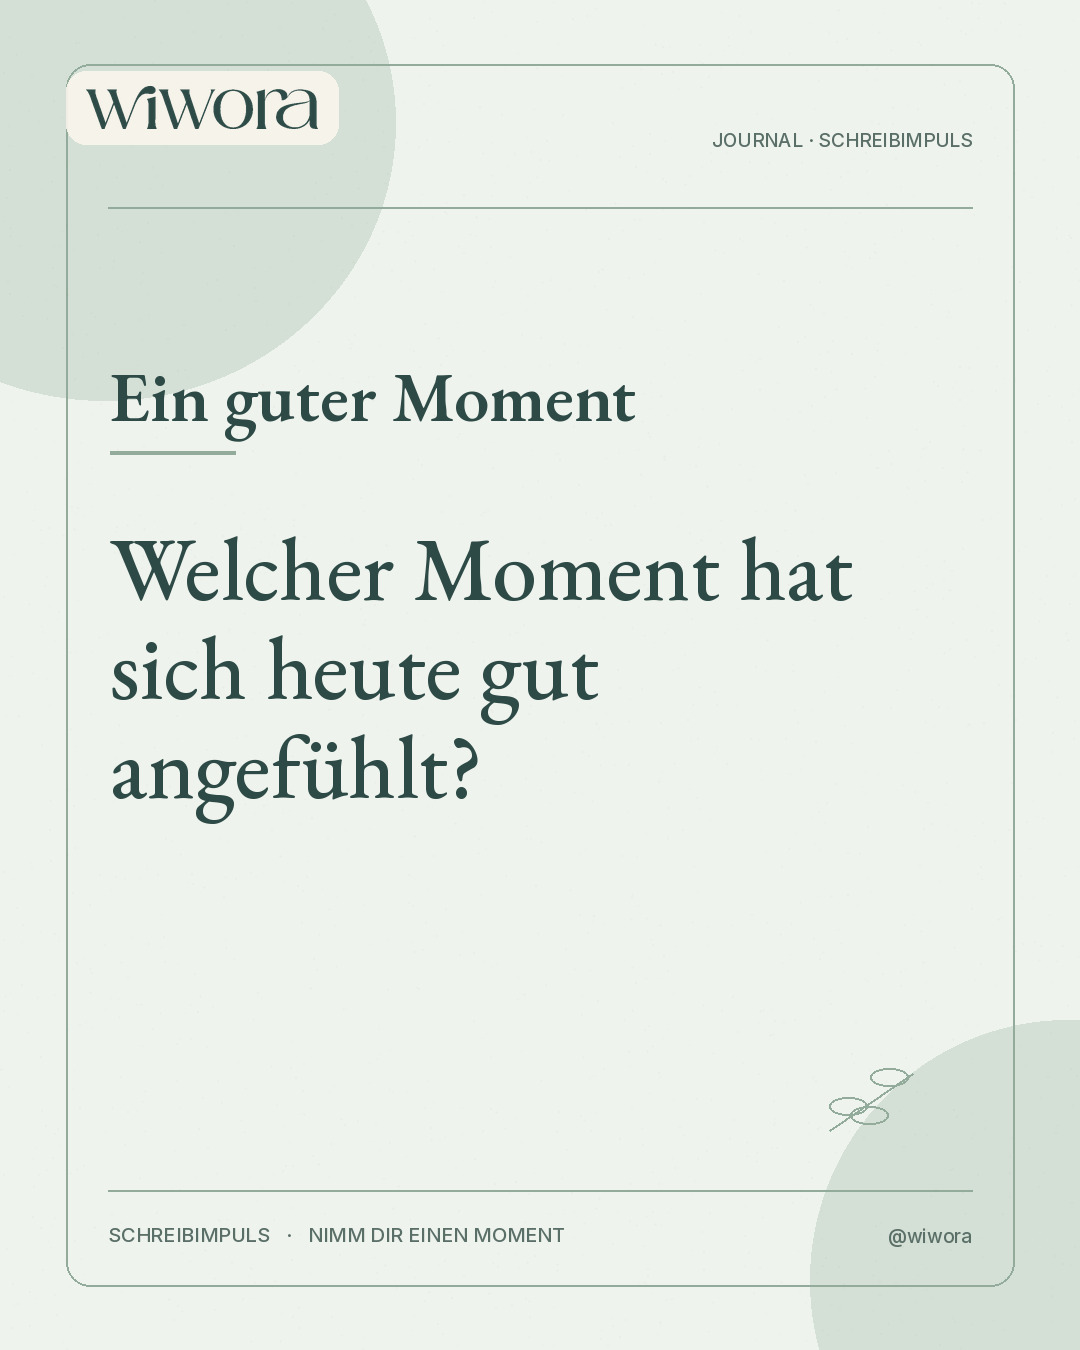 wiwora
JOURNAL · SCHREIBIMPULS
Ein guter Moment
Welcher Moment hat
sich heute gut
angefühlt?
SCHREIBIMPULS · NIMM DIR EINEN MOMENT
@wiwora